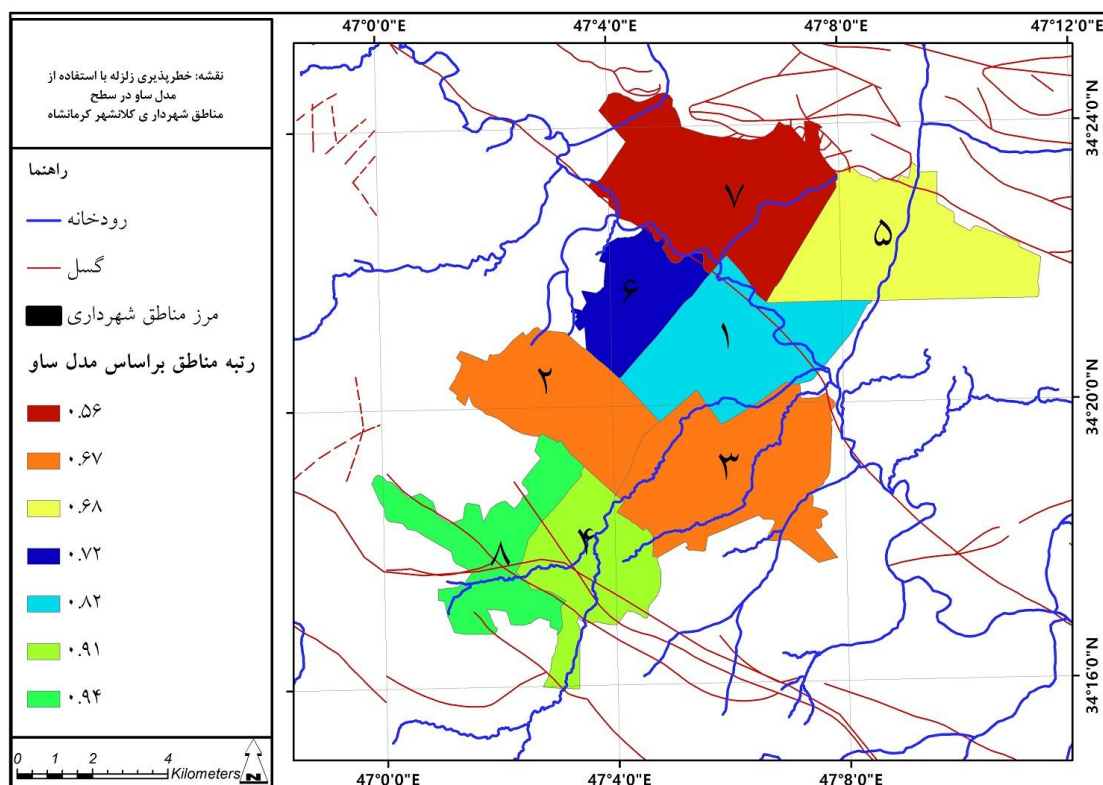 نقشه: خطرپذیری زلزله با استفاده از
مدل ساو در سطح
مناطق شهرداری کلانشهر کرمانشاه
راهنما
رودخانه
گسل
مرز مناطق شهرداری
رتبه مناطق براساس مدل ساو
۰.۵۶
۰.۶۷
۰.۶۸
۰.۷۲
۰.۸۲
۰.۹۱
۰.۹۴
0 1 2 4
Kilometers
N
47°0'0"E 47°4'0"E 47°8'0"E 47°12'0"E
34°24'0"N
34°20'0"N
34°16'0"N
۷
۵
۶
۱
۲
۳
۴
۸
47°0'0"E 47°4'0"E 47°8'0"E